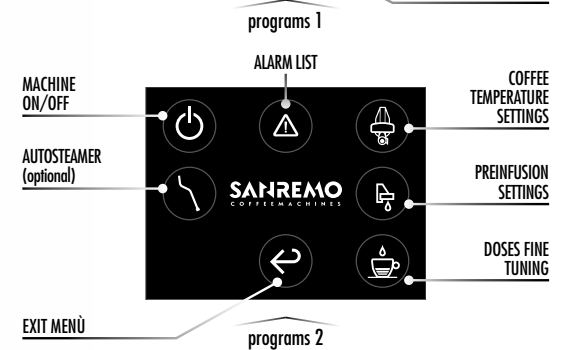 programs 1
ALARM LIST
MACHINE
ON/OFF
COFFEE
TEMPERATURE
SETTINGS
AUTOSTEAMER
(optional)
SANREMO
COFFEEMACHINES
PREINFUSION
SETTINGS
DOSES FINE
TUNING
EXIT MENÙ
programs 2